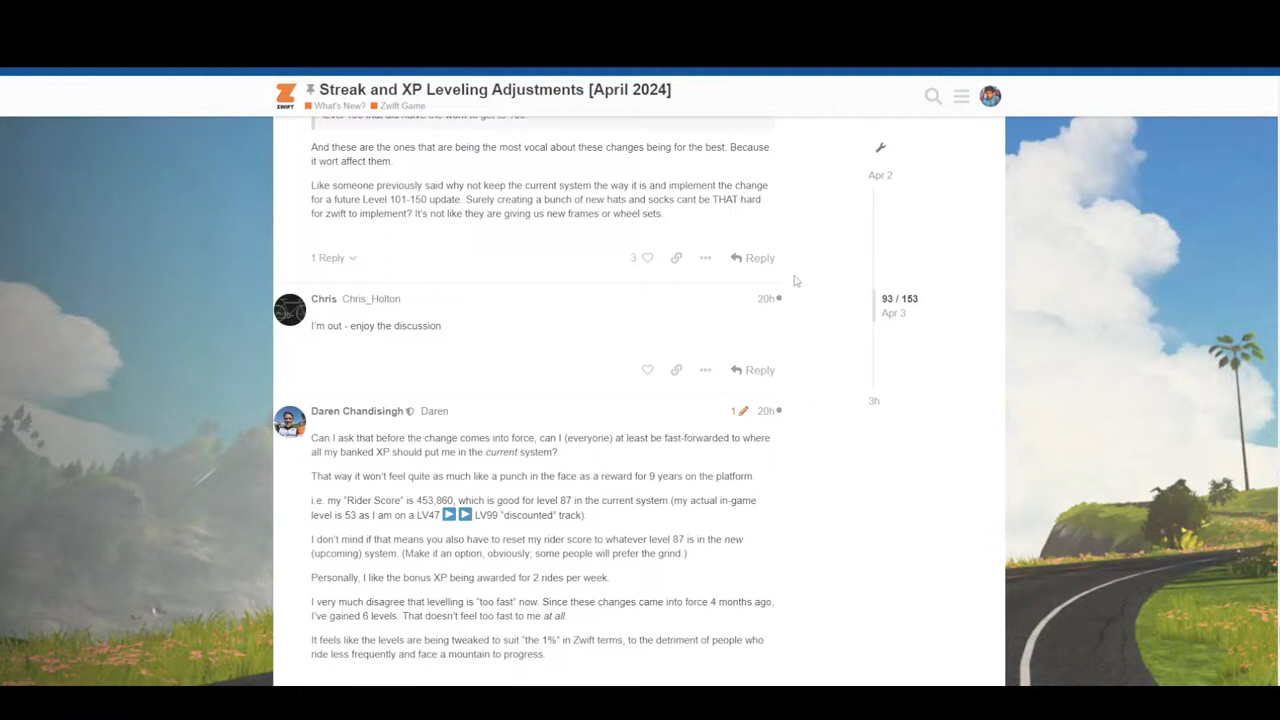 Streak and XP Leveling Adjustments [April 2024]
ZWIFT
What's New? Zwift Game
And these are the ones that are being the most vocal about these changes being for the best. Because
it wort affect them.
Like someone previously said why not keep the current system the way it is and implement the change
for a future Level 101-150 update. Surely creating a bunch of new hats and socks cant be THAT hard
for zwift to implement? It's not like they are giving us new frames or wheel sets.
1 Reply
3
Reply
Apr 2
93 / 153
Apr 3
3h
Chris Chris_Holton
20h
I'm out - enjoy the discussion
Reply
Daren Chandisingh Daren
1 20h
Can I ask that before the change comes into force, can I (everyone) at least be fast-forwarded to where
all my banked XP should put me in the current system?
That way it won't feel quite as much like a punch in the face as a reward for 9 years on the platform.
i.e. my "Rider Score" is 453,860, which is good for level 87 in the current system (my actual in-game
level is 53 as I am on a LV47 LV99 "discounted" track).
I don't mind if that means you also have to reset my rider score to whatever level 87 is in the new
(upcoming) system. (Make it an option, obviously, some people will prefer the grind.)
Personally, I like the bonus XP being awarded for 2 rides per week.
I very much disagree that levelling is "too fast" now. Since these changes came into force 4 months ago,
I've gained 6 levels. That doesn't feel too fast to me at all.
It feels like the levels are being tweaked to suit "the 1%" in Zwift terms, to the detriment of people who
ride less frequently and face a mountain to progress.